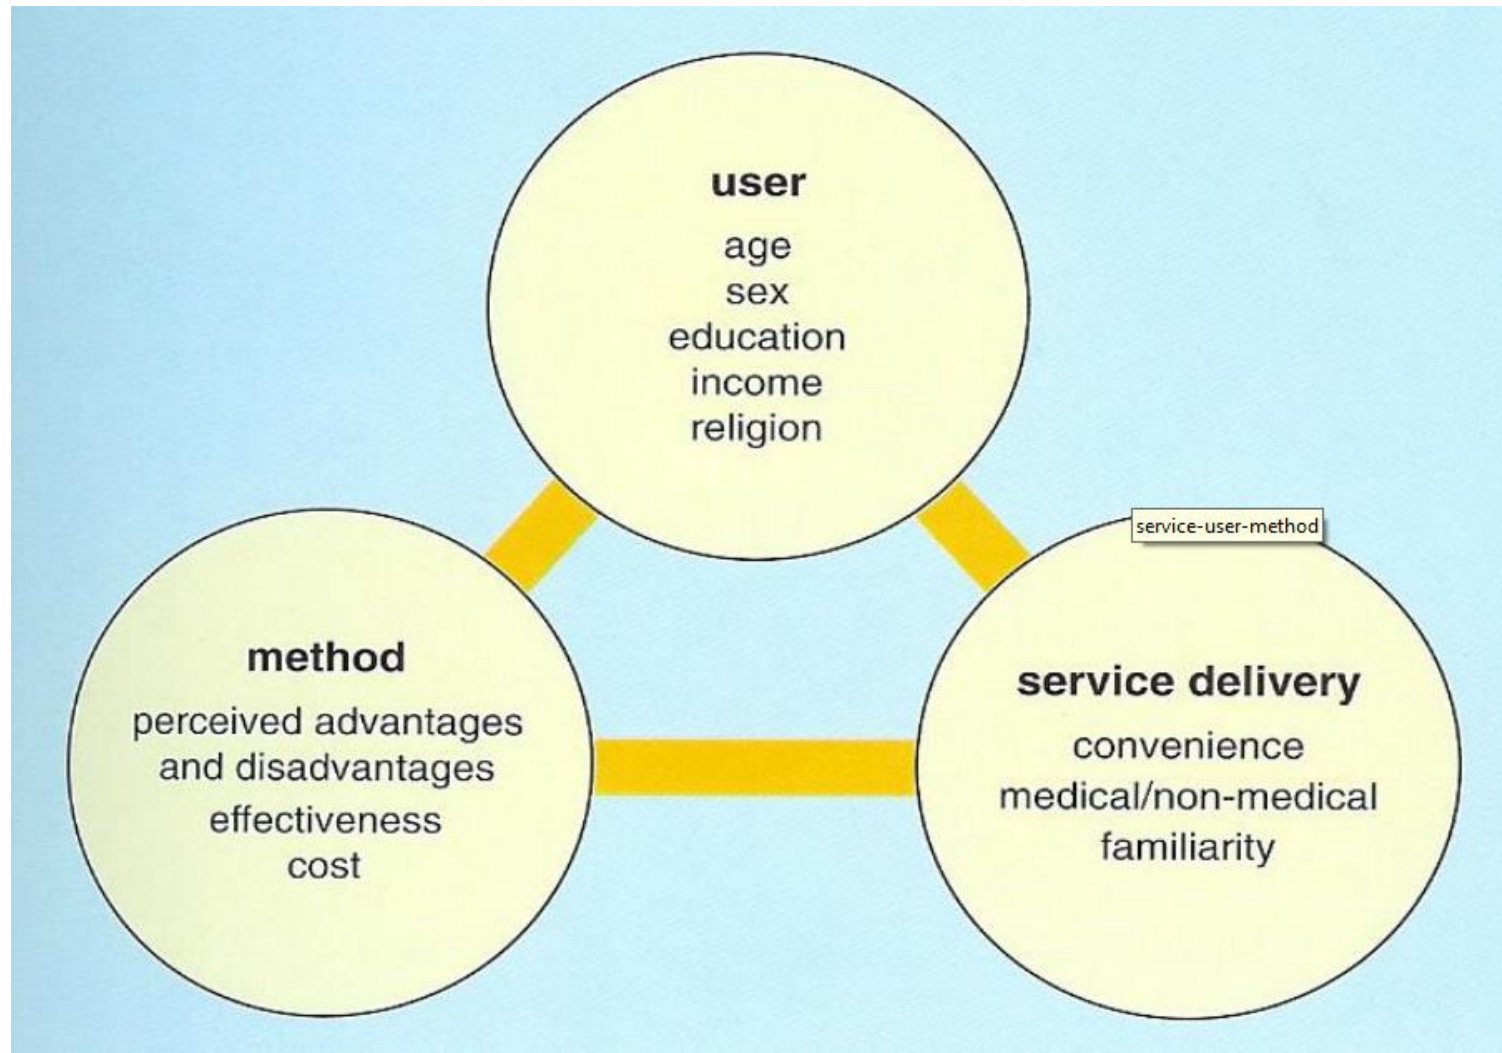 user
age
sex
education
income
religion
service-user-method
method
perceived advantages
and disadvantages
effectiveness
cost
service delivery
convenience
medical/non-medical
familiarity